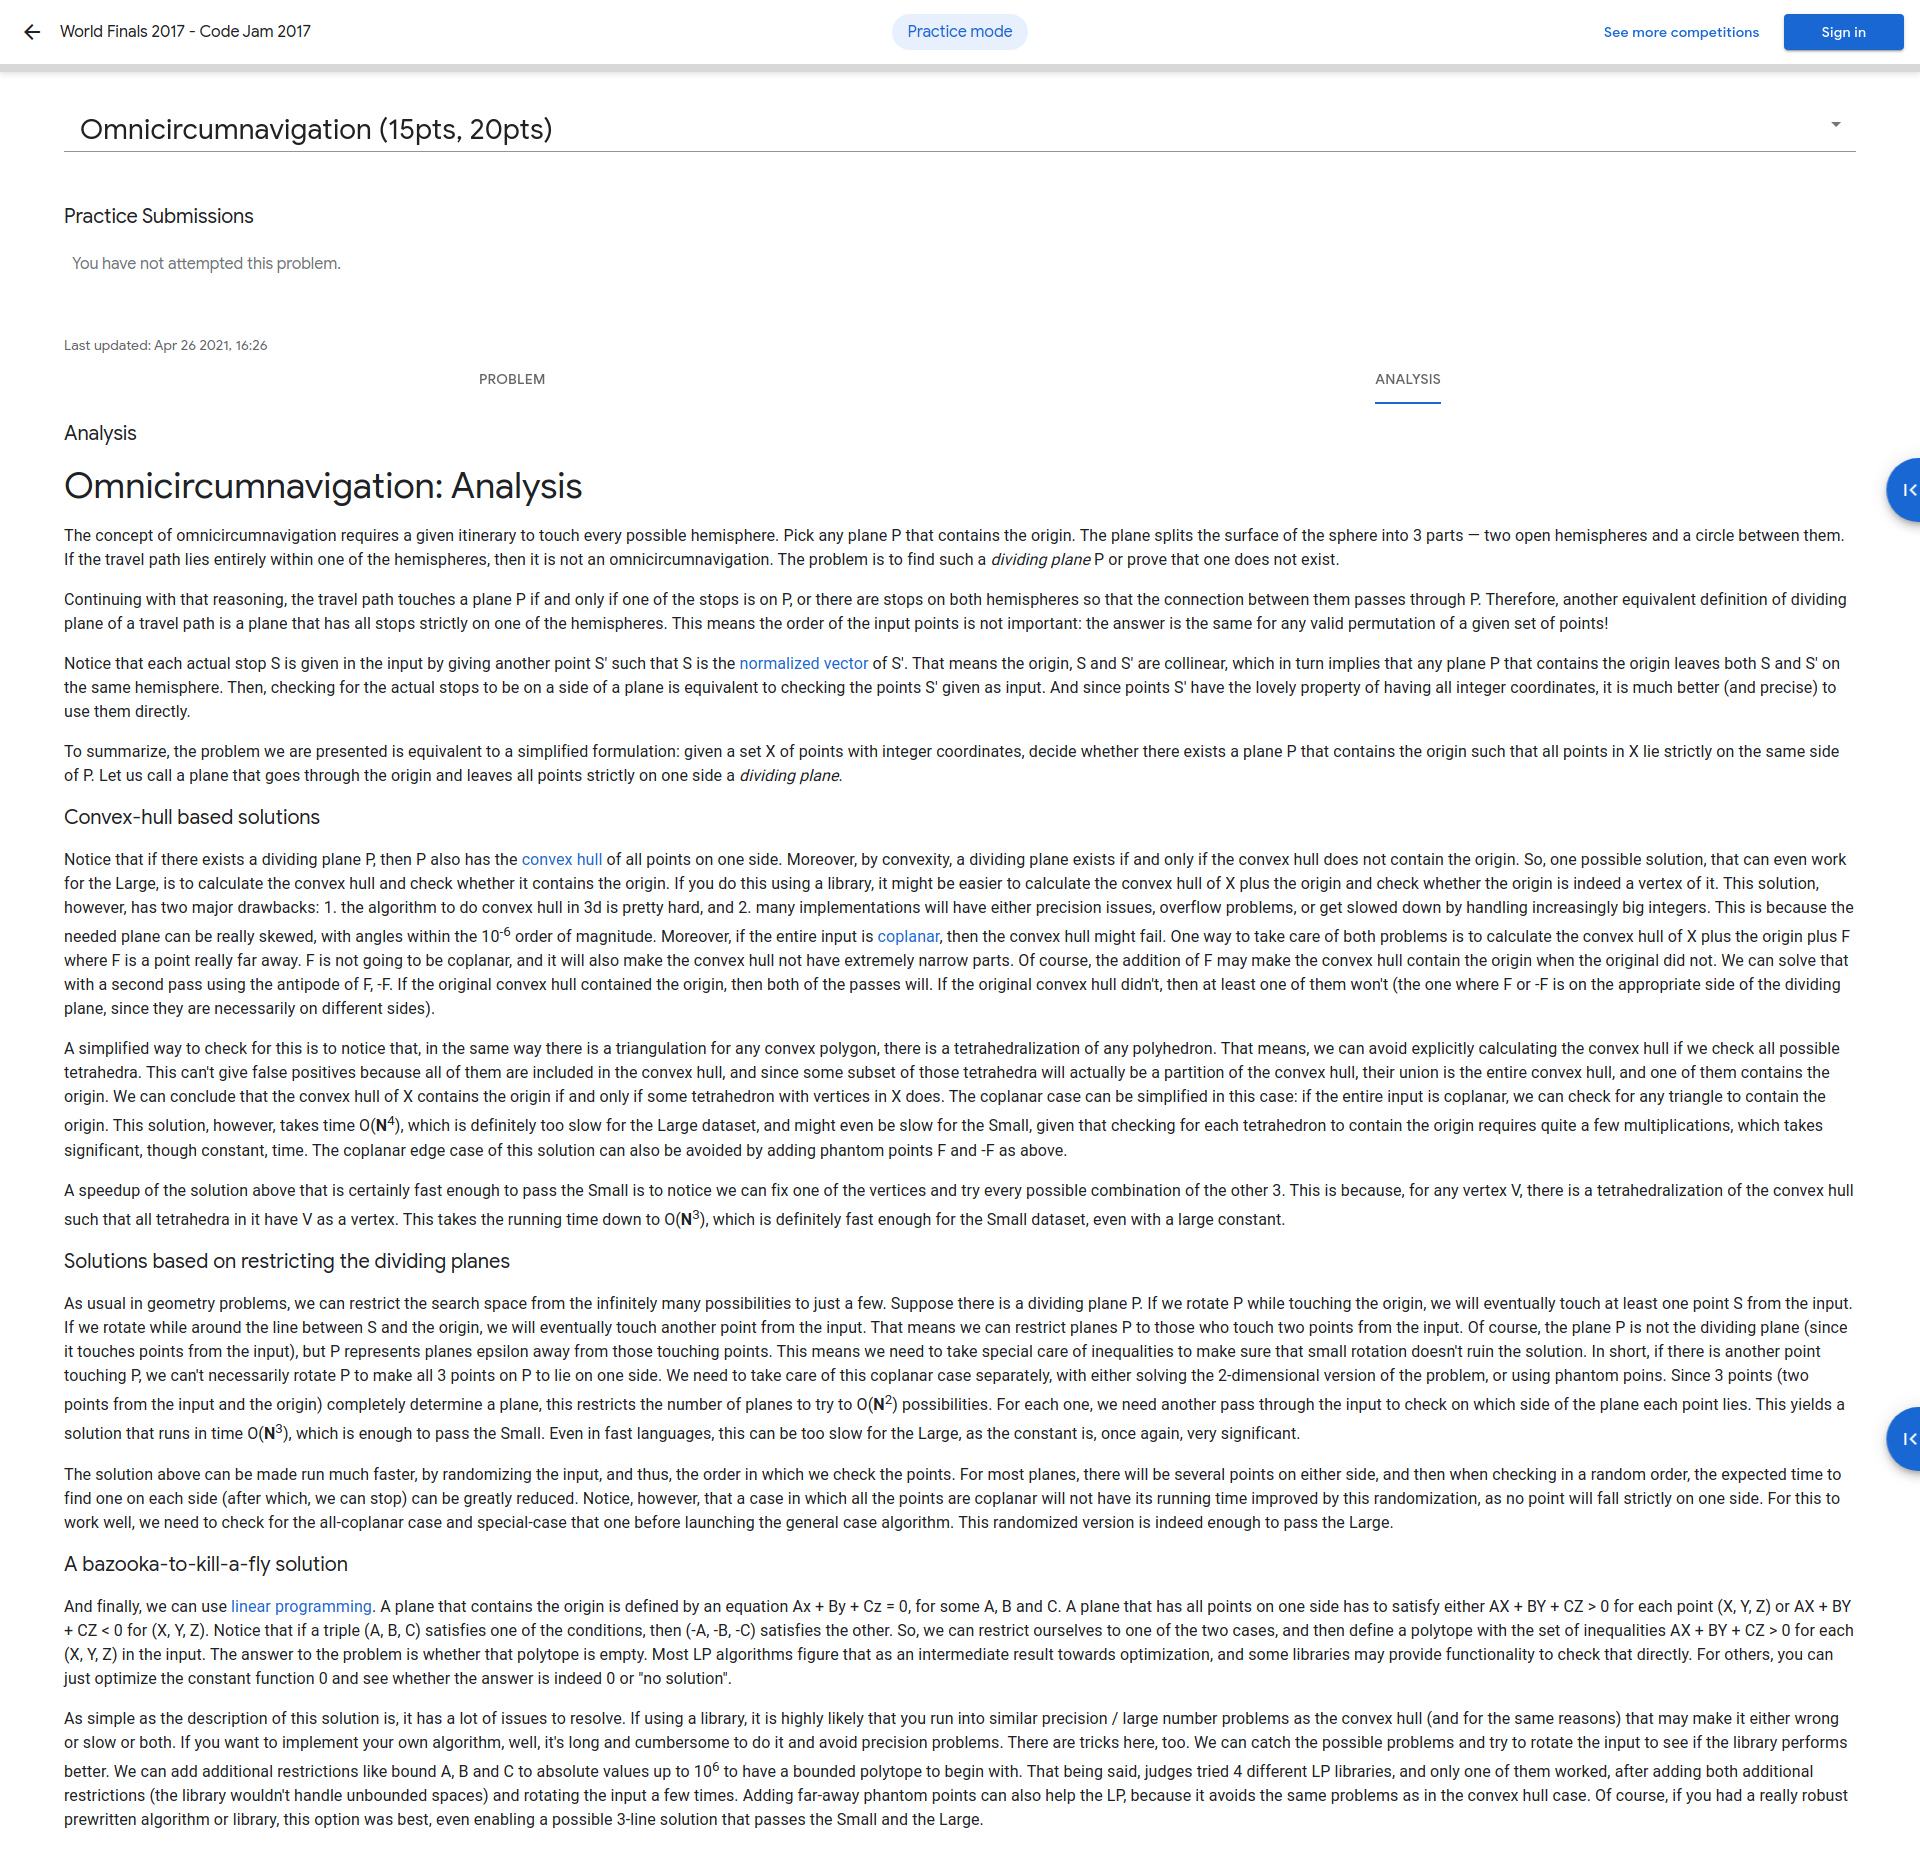 World Finals 2017 - Code Jam 2017
Practice mode
See more competitions
Sign in
Omnicircumnavigation (15pts, 20pts)
Practice Submissions
You have not attempted this problem.
Last updated: Apr 26 2021, 16:26
PROBLEM
ANALYSIS
Analysis
Omnicircumnavigation: Analysis
The concept of omnicircumnavigation requires a given itinerary to touch every possible hemisphere. Pick any plane P that contains the origin. The plane splits the surface of the sphere into 3 parts — two open hemispheres and a circle between them.
If the travel path lies entirely within one of the hemispheres, then it is not an omnicircumnavigation. The problem is to find such a dividing plane P or prove that one does not exist.
Continuing with that reasoning, the travel path touches a plane P if and only if one of the stops is on P, or there are stops on both hemispheres so that the connection between them passes through P. Therefore, another equivalent definition of dividing
plane of a travel path is a plane that has all stops strictly on one of the hemispheres. This means the order of the input points is not important: the answer is the same for any valid permutation of a given set of points!
Notice that each actual stop S is given in the input by giving another point S' such that S is the normalized vector of S'. That means the origin, S and S' are collinear, which in turn implies that any plane P that contains the origin leaves both S and S' on
the same hemisphere. Then, checking for the actual stops to be on a side of a plane is equivalent to checking the points S' given as input. And since points S' have the lovely property of having all integer coordinates, it is much better (and precise) to
use them directly.
To summarize, the problem we are presented is equivalent to a simplified formulation: given a set X of points with integer coordinates, decide whether there exists a plane P that contains the origin such that all points in X lie strictly on the same side
of P. Let us call a plane that goes through the origin and leaves all points strictly on one side a dividing plane.
Convex-hull based solutions
Notice that if there exists a dividing plane P, then P also has the convex hull of all points on one side. Moreover, by convexity, a dividing plane exists if and only if the convex hull does not contain the origin. So, one possible solution, that can even work
for the Large, is to calculate the convex hull and check whether it contains the origin. If you do this using a library, it might be easier to calculate the convex hull of X plus the origin and check whether the origin is indeed a vertex of it. This solution,
however, has two major drawbacks: 1. the algorithm to do convex hull in 3d is pretty hard, and 2. many implementations will have either precision issues, overflow problems, or get slowed down by handling increasingly big integers. This is because the
needed plane can be really skewed, with angles within the 10-6 order of magnitude. Moreover, if the entire input is coplanar, then the convex hull might fail. One way to take care of both problems is to calculate the convex hull of X plus the origin plus F
where F is a point really far away. F is not going to be coplanar, and it will also make the convex hull not have extremely narrow parts. Of course, the addition of F may make the convex hull contain the origin when the original did not. We can solve that
with a second pass using the antipode of F, -F. If the original convex hull contained the origin, then both of the passes will. If the original convex hull didn't, then at least one of them won't (the one where F or -F is on the appropriate side of the dividing
plane, since they are necessarily on different sides).
A simplified way to check for this is to notice that, in the same way there is a triangulation for any convex polygon, there is a tetrahedralization of any polyhedron. That means, we can avoid explicitly calculating the convex hull if we check all possible
tetrahedra. This can't give false positives because all of them are included in the convex hull, and since some subset of those tetrahedra will actually be a partition of the convex hull, their union is the entire convex hull, and one of them contains the
origin. We can conclude that the convex hull of X contains the origin if and only if some tetrahedron with vertices in X does. The coplanar case can be simplified in this case: if the entire input is coplanar, we can check for any triangle to contain the
origin. This solution, however, takes time O(N4), which is definitely too slow for the Large dataset, and might even be slow for the Small, given that checking for each tetrahedron to contain the origin requires quite a few multiplications, which takes
significant, though constant, time. The coplanar edge case of this solution can also be avoided by adding phantom points F and -F as above.
A speedup of the solution above that is certainly fast enough to pass the Small is to notice we can fix one of the vertices and try every possible combination of the other 3. This is because, for any vertex V, there is a tetrahedralization of the convex hull
such that all tetrahedra in it have V as a vertex. This takes the running time down to O(N3), which is definitely fast enough for the Small dataset, even with a large constant.
Solutions based on restricting the dividing planes
As usual in geometry problems, we can restrict the search space from the infinitely many possibilities to just a few. Suppose there is a dividing plane P. If we rotate P while touching the origin, we will eventually touch at least one point S from the input.
If we rotate while around the line between S and the origin, we will eventually touch another point from the input. That means we can restrict planes P to those who touch two points from the input. Of course, the plane P is not the dividing plane (since
it touches points from the input), but P represents planes epsilon away from those touching points. This means we need to take special care of inequalities to make sure that small rotation doesn't ruin the solution. In short, if there is another point
touching P, we can't necessarily rotate P to make all 3 points on P to lie on one side. We need to take care of this coplanar case separately, with either solving the 2-dimensional version of the problem, or using phantom poins. Since 3 points (two
points from the input and the origin) completely determine a plane, this restricts the number of planes to try to O(N2) possibilities. For each one, we need another pass through the input to check on which side of the plane each point lies. This yields a
solution that runs in time O(N3), which is enough to pass the Small. Even in fast languages, this can be too slow for the Large, as the constant is, once again, very significant.
The solution above can be made run much faster, by randomizing the input, and thus, the order in which we check the points. For most planes, there will be several points on either side, and then when checking in a random order, the expected time to
find one on each side (after which, we can stop) can be greatly reduced. Notice, however, that a case in which all the points are coplanar will not have its running time improved by this randomization, as no point will fall strictly on one side. For this to
work well, we need to check for the all-coplanar case and special-case that one before launching the general case algorithm. This randomized version is indeed enough to pass the Large.
A bazooka-to-kill-a-fly solution
And finally, we can use linear programming. A plane that contains the origin is defined by an equation Ax + By + Cz = 0, for some A, B and C. A plane that has all points on one side has to satisfy either AX + BY + CZ > 0 for each point (X, Y, Z) or AX + BY
+ CZ < 0 for (X, Y, Z). Notice that if a triple (A, B, C) satisfies one of the conditions, then (-A, -B, -C) satisfies the other. So, we can restrict ourselves to one of the two cases, and then define a polytope with the set of inequalities AX + BY + CZ > 0 for each
(X, Y, Z) in the input. The answer to the problem is whether that polytope is empty. Most LP algorithms figure that as an intermediate result towards optimization, and some libraries may provide functionality to check that directly. For others, you can
just optimize the constant function 0 and see whether the answer is indeed 0 or "no solution".
As simple as the description of this solution is, it has a lot of issues to resolve. If using a library, it is highly likely that you run into similar precision / large number problems as the convex hull (and for the same reasons) that may make it either wrong
or slow or both. If you want to implement your own algorithm, well, it's long and cumbersome to do it and avoid precision problems. There are tricks here, too. We can catch the possible problems and try to rotate the input to see if the library performs
better. We can add additional restrictions like bound A, B and C to absolute values up to 106 to have a bounded polytope to begin with. That being said, judges tried 4 different LP libraries, and only one of them worked, after adding both additional
restrictions (the library wouldn't handle unbounded spaces) and rotating the input a few times. Adding far-away phantom points can also help the LP, because it avoids the same problems as in the convex hull case. Of course, if you had a really robust
prewritten algorithm or library, this option was best, even enabling a possible 3-line solution that passes the Small and the Large.